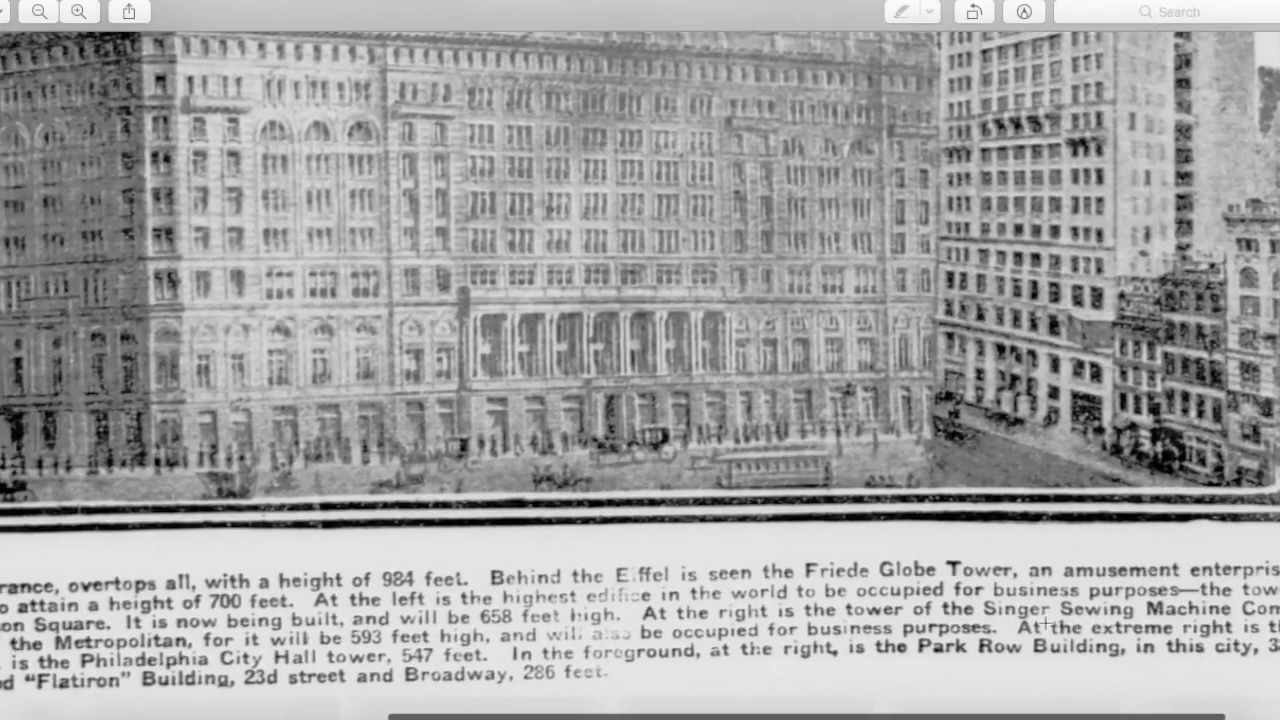 Search
rance, overtops all, with a height of 984 feet. Behind the Eiffel is seen the Friede Globe Tower, an amusement enterpris
o attain a height of 700 feet. At the left is the highest edifice in the world to be occupied for business purposes—the tow
on Square. It is now being built, and will be 658 feet high. At the right is the tower of the Singer Sewing Machine Com
the Metropolitan, for it will be 593 feet high, and will also be occupied for business purposes. At the extreme right is th
is the Philadelphia City Hall tower, 547 feet. In the foreground, at the right, is the Park Row Building, in this city, 3
d "Flatiron" Building, 23d street and Broadway, 286 feet.